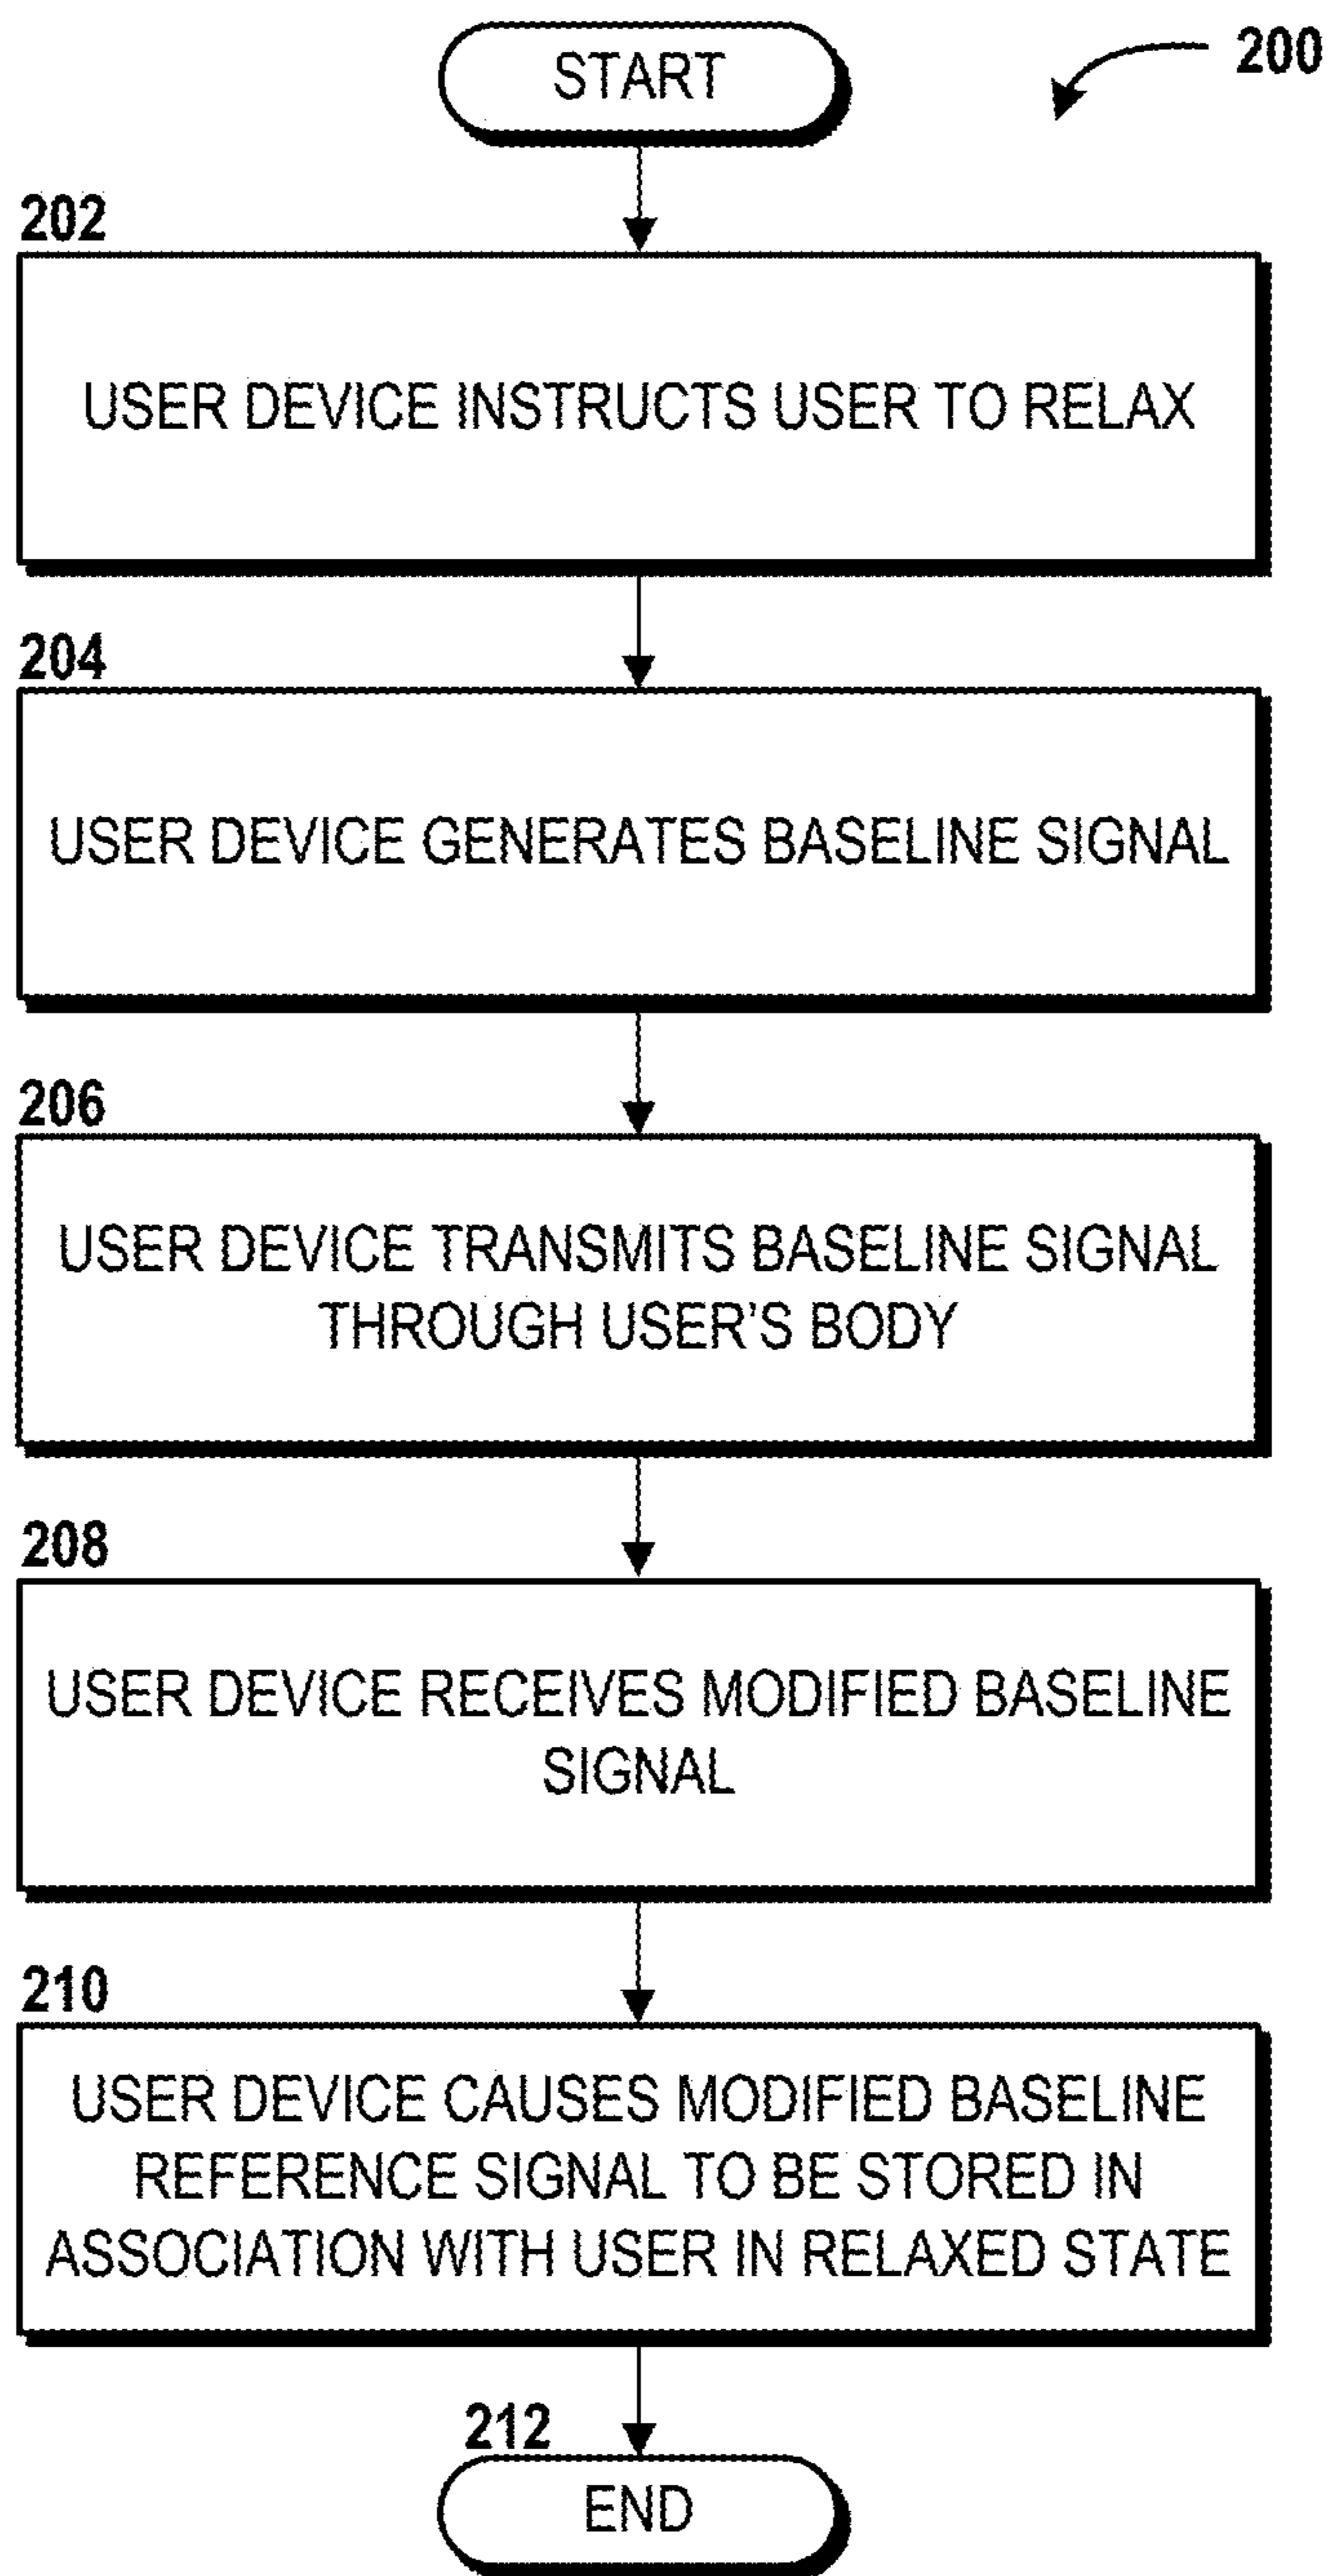 START
200
202
USER DEVICE INSTRUCTS USER TO RELAX
204
USER DEVICE GENERATES BASELINE SIGNAL
206
USER DEVICE TRANSMITS BASELINE SIGNAL
THROUGH USER'S BODY
208
USER DEVICE RECEIVES MODIFIED BASELINE
SIGNAL
210
USER DEVICE CAUSES MODIFIED BASELINE
REFERENCE SIGNAL TO BE STORED IN
ASSOCIATION WITH USER IN RELAXED STATE
212
END